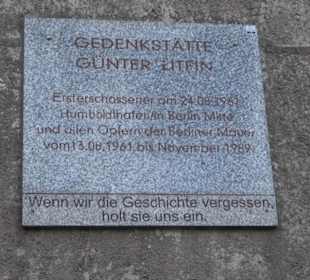 GEDENKSTÄTTE
GÜNTER LITFIN
Ersterschossener am 24.08.1961
Humboldhafen in Berlin Mitte
und allen Opfern der Berliner Mauer
vom 13.08.1961 bis November 1989
Wenn wir die Geschichte vergessen,
holt sie uns ein.